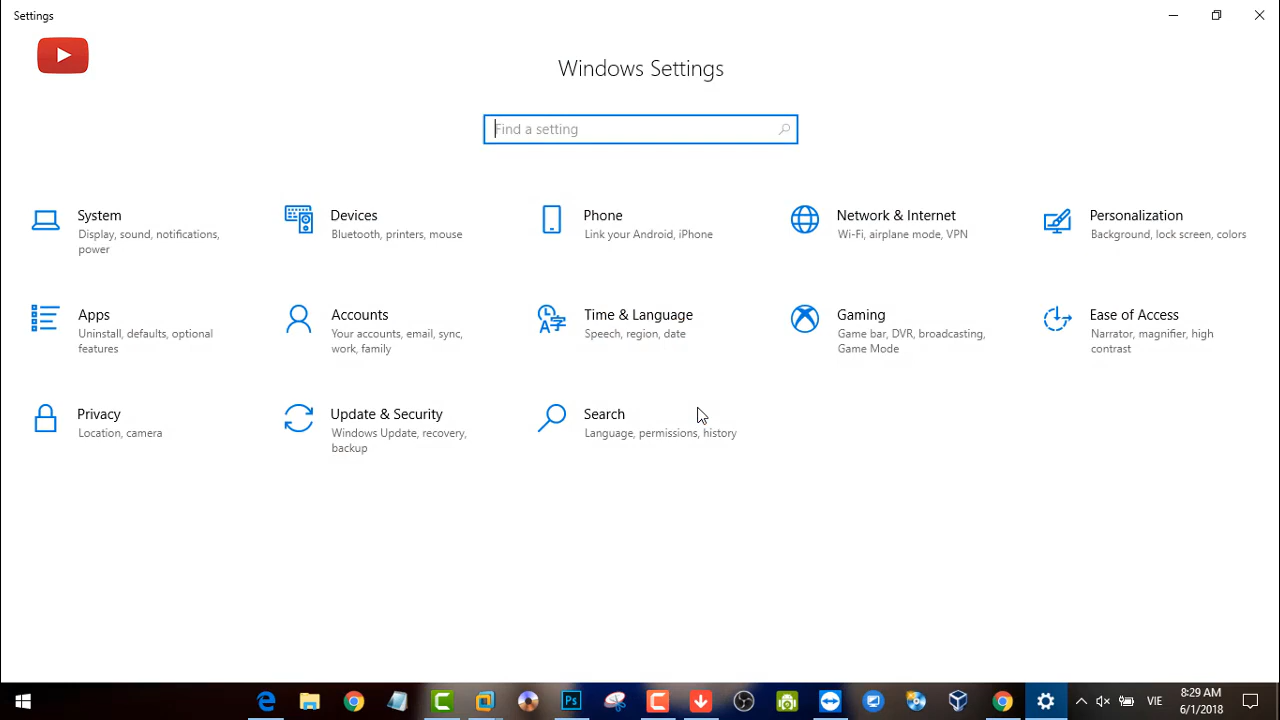 Settings
Windows Settings
Find a setting
System
Display, sound, notifications,
power
Devices
Bluetooth, printers, mouse
Phone
Link your Android, iPhone
Network & Internet
Wi-Fi, airplane mode, VPN
Personalization
Background, lock screen, colors
Apps
Uninstall, defaults, optional
features
Accounts
Your accounts, email, sync,
work, family
Time & Language
Speech, region, date
Gaming
Game bar, DVR, broadcasting,
Game Mode
Ease of Access
Narrator, magnifier, high
contrast
Privacy
Location, camera
Update & Security
Windows Update, recovery,
backup
Search
Language, permissions, history
Ps
VIE
8:29 AM
6/1/2018